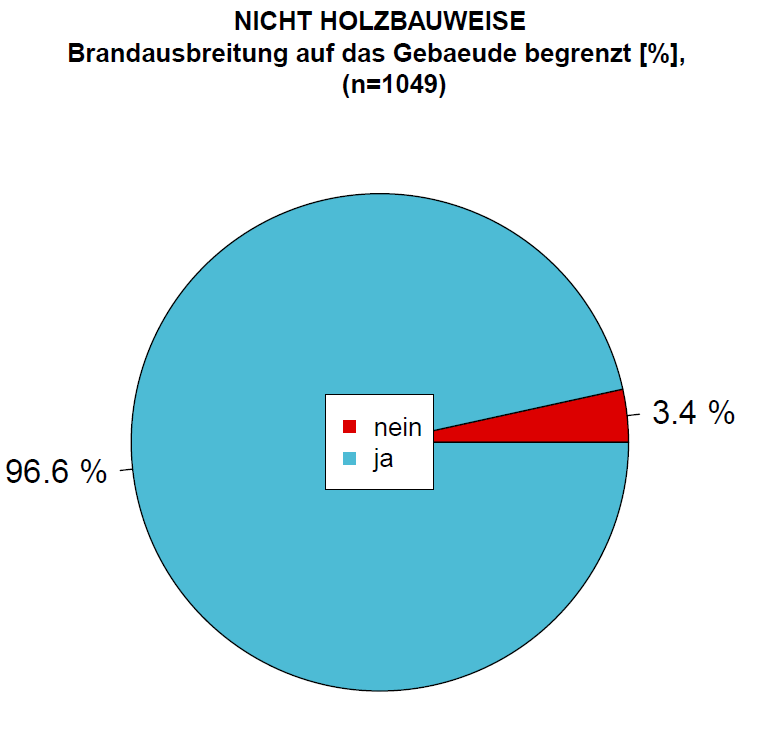 NICHT HOLZBAUWEISE
Brandausbreitung auf das Gebaeude begrenzt [%],
(n=1049)
3.4 %
nein
ja
96.6 %